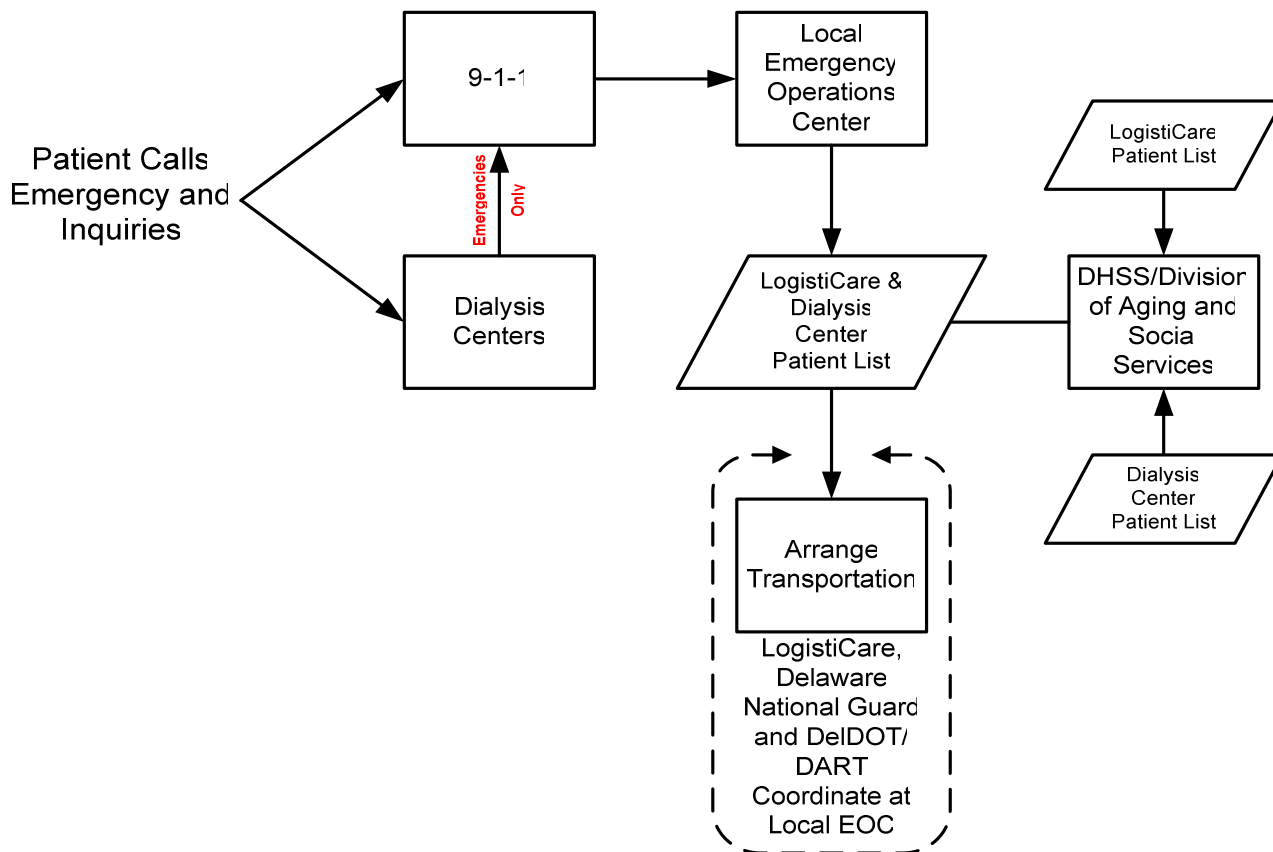 9-1-1
Local
Emergency
Operations
Center
LogistiCare
Patient List
Patient Calls
Emergency and
Inquiries
Emergencies
Only
Dialysis
Centers
LogistiCare &
Dialysis
Center
Patient List
DHSS/Division
of Aging and
Socia
Services
Dialysis
Center
Patient List
Arrange
Transportation
LogistiCare,
Delaware
National Guard
and DelDOT/
DART
Coordinate at
Local EOC